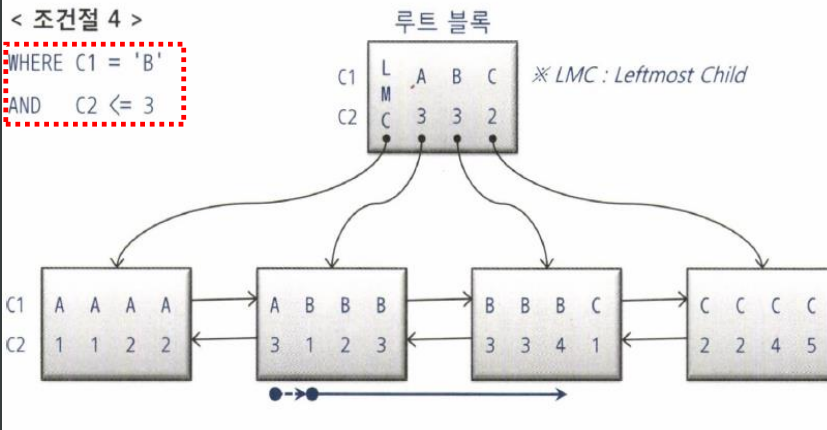 < 조건절 4 >
WHERE C1 = 'B'
AND C2 <= 3
루트 블록
C1 LMC A B C
C2 3 3 2
※ LMC : Leftmost Child
C1 A A A A A B B B B B B C C C C C
C2 1 1 2 2 3 1 2 3 3 3 4 1 2 2 4 5